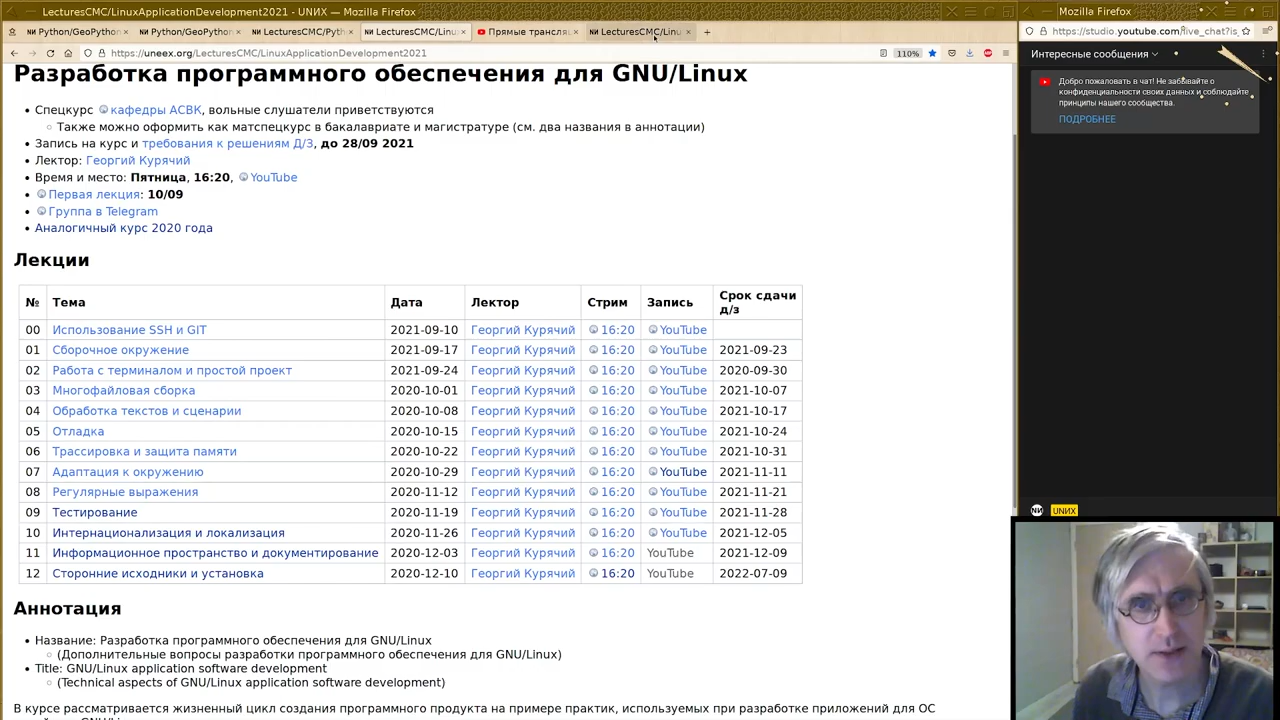 LecturesCMC/LinuxApplicationDevelopment2021 - UNИX — Mozilla Firefox
Mozilla Firefox
Python/GeoPython
Python/GeoPython
LecturesCMC/Pyth
LecturesCMC/Linu
Прямые трансля
LecturesCMC/Linu
https://uneex.org/LecturesCMC/LinuxApplicationDevelopment2021
110%
https://studio.youtube.com/live_chat?is_
Интересные сообщения
Добро пожаловать в чат! Не забывайте о
конфиденциальности своих данных и соблюдайте
принципы нашего сообщества.
ПОДРОБНЕЕ
UNИX
Разработка программного обеспечения для GNU/Linux
Спецкурс кафедры АСВК, вольные слушатели приветствуются
Также можно оформить как матспецкурс в бакалавриате и магистратуре (см. два названия в аннотации)
Запись на курс и требования к решениям Д/З, до 28/09 2021
Лектор: Георгий Курячий
Время и место: Пятница, 16:20, YouTube
Первая лекция: 10/09
Группа в Telegram
Аналогичный курс 2020 года
Лекции
№ Тема Дата Лектор Стрим Запись Срок сдачи д/з
00 Использование SSH и GIT 2021-09-10 Георгий Курячий 16:20 YouTube
01 Сборочное окружение 2021-09-17 Георгий Курячий 16:20 YouTube 2021-09-23
02 Работа с терминалом и простой проект 2021-09-24 Георгий Курячий 16:20 YouTube 2020-09-30
03 Многофайловая сборка 2020-10-01 Георгий Курячий 16:20 YouTube 2021-10-07
04 Обработка текстов и сценарии 2020-10-08 Георгий Курячий 16:20 YouTube 2021-10-17
05 Отладка 2020-10-15 Георгий Курячий 16:20 YouTube 2021-10-24
06 Трассировка и защита памяти 2020-10-22 Георгий Курячий 16:20 YouTube 2021-10-31
07 Адаптация к окружению 2020-10-29 Георгий Курячий 16:20 YouTube 2021-11-11
08 Регулярные выражения 2020-11-12 Георгий Курячий 16:20 YouTube 2021-11-21
09 Тестирование 2020-11-19 Георгий Курячий 16:20 YouTube 2021-11-28
10 Интернационализация и локализация 2020-11-26 Георгий Курячий 16:20 YouTube 2021-12-05
11 Информационное пространство и документирование 2020-12-03 Георгий Курячий 16:20 YouTube 2021-12-09
12 Сторонние исходники и установка 2020-12-10 Георгий Курячий 16:20 YouTube 2022-07-09
Аннотация
Название: Разработка программного обеспечения для GNU/Linux
(Дополнительные вопросы разработки программного обеспечения для GNU/Linux)
Title: GNU/Linux application software development
(Technical aspects of GNU/Linux application software development)
В курсе рассматривается жизненный цикл создания программного продукта на примере практик, используемых при разработке приложений для ОС